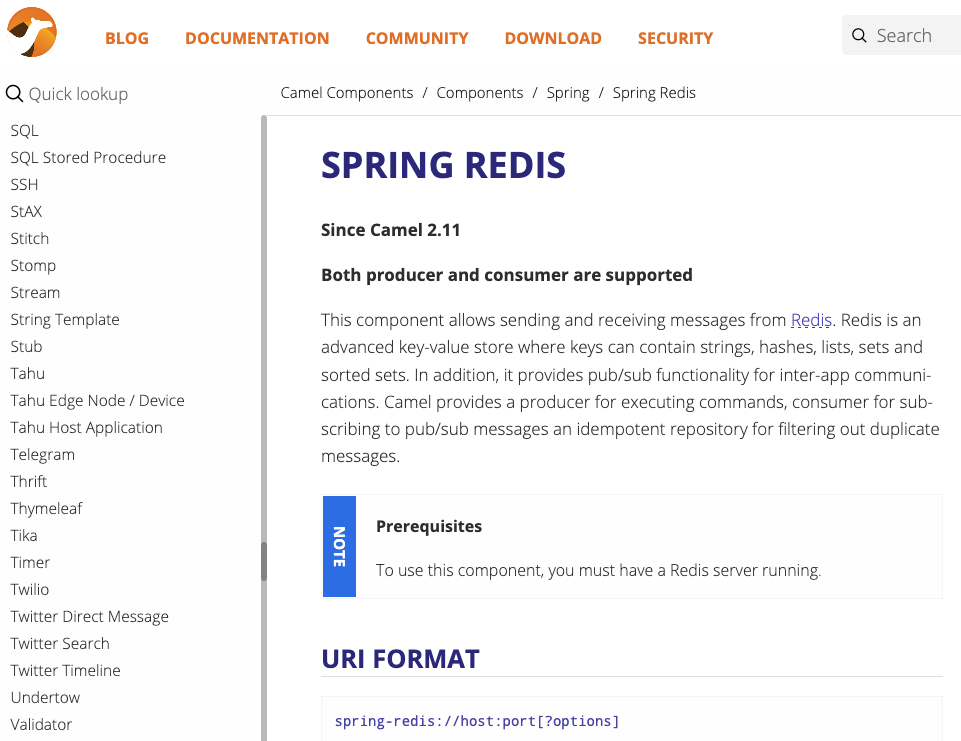 BLOG DOCUMENTATION COMMUNITY DOWNLOAD SECURITY Search
Quick lookup
SQL
SQL Stored Procedure
SSH
StAX
Stitch
Stomp
Stream
String Template
Stub
Tahu
Tahu Edge Node / Device
Tahu Host Application
Telegram
Thrift
Thymeleaf
Tika
Timer
Twilio
Twitter Direct Message
Twitter Search
Twitter Timeline
Undertow
Validator
Camel Components / Components / Spring / Spring Redis
SPRING REDIS
Since Camel 2.11
Both producer and consumer are supported
This component allows sending and receiving messages from Redis. Redis is an
advanced key-value store where keys can contain strings, hashes, lists, sets and
sorted sets. In addition, it provides pub/sub functionality for inter-app communi-
cations. Camel provides a producer for executing commands, consumer for sub-
scribing to pub/sub messages an idempotent repository for filtering out duplicate
messages.
NOTE
Prerequisites
To use this component, you must have a Redis server running.
URI FORMAT
spring-redis://host:port[?options]